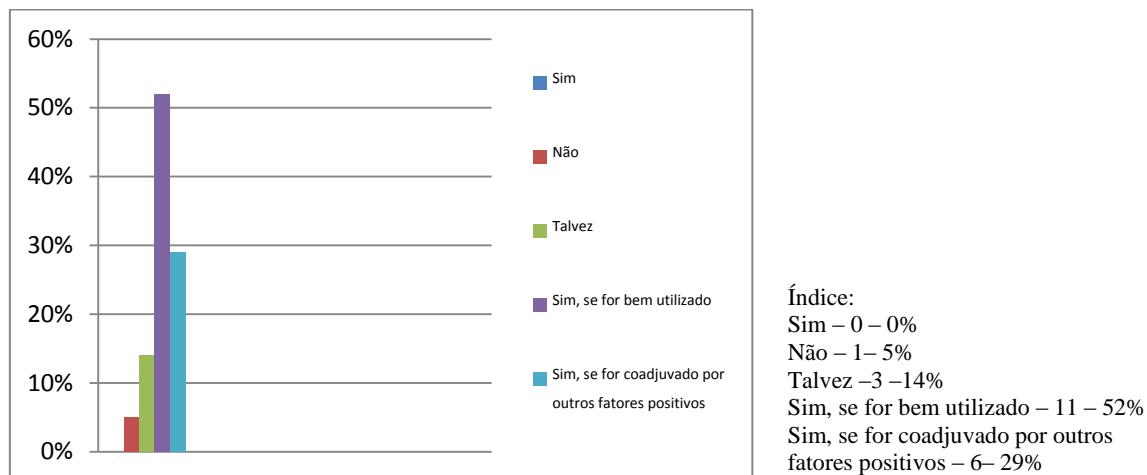 60%
50%
40%
30%
20%
10%
0%
Sim
Não
Talvez
Sim, se for bem utilizado
Sim, se for coadjuvado por
outros fatores positivos
Índice:
Sim – 0 – 0%
Não – 1– 5%
Talvez –3 –14%
Sim, se for bem utilizado – 11 – 52%
Sim, se for coadjuvado por outros
fatores positivos – 6– 29%